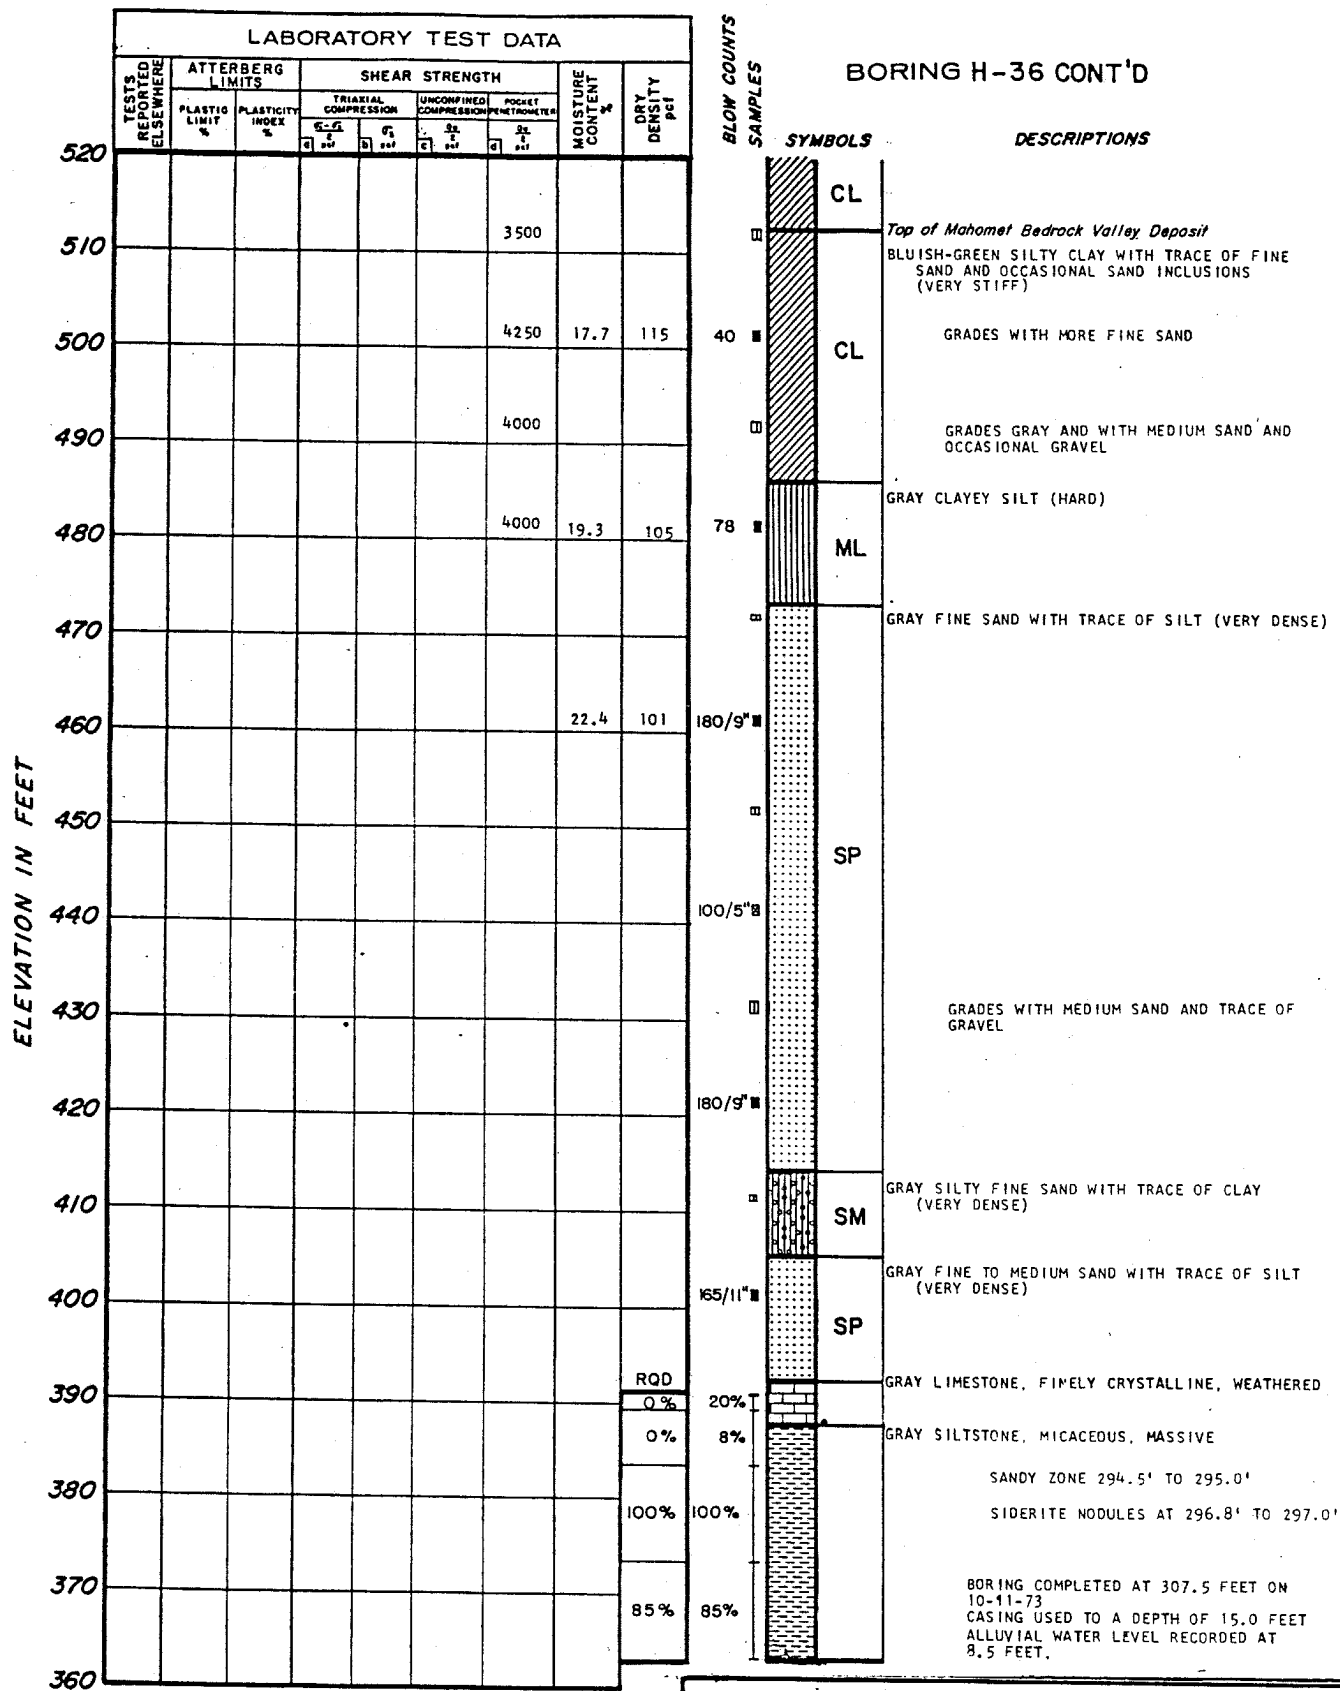 LABORATORY TEST DATA
BORING H-36 CONT'D
TESTS REPORTED ELSEWHERE
ATTERBERG LIMITS
PLASTIC LIMIT %
PLASTICITY INDEX %
SHEAR STRENGTH
TRIAXIAL COMPRESSION
UNCONFINED COMPRESSION
POCKET PENETROMETER
a
b
c
d
MOISTURE CONTENT %
DRY DENSITY pcf
BLOW COUNTS
SAMPLES
SYMBOLS
DESCRIPTIONS
ELEVATION IN FEET
520
CL
Top of Mahomet Bedrock Valley Deposit
3500
510
BLUISH-GREEN SILTY CLAY WITH TRACE OF FINE
SAND AND OCCASIONAL SAND INCLUSIONS
(VERY STIFF)
500
4250 17.7 115 40
GRADES WITH MORE FINE SAND
CL
490
4000
GRADES GRAY AND WITH MEDIUM SAND AND
OCCASIONAL GRAVEL
GRAY CLAYEY SILT (HARD)
480
4000 19.3 105 78
ML
470
GRAY FINE SAND WITH TRACE OF SILT (VERY DENSE)
460
22.4 101 180/9"
450
SP
440
100/5"
430
GRADES WITH MEDIUM SAND AND TRACE OF
GRAVEL
420
180/9"
410
GRAY SILTY FINE SAND WITH TRACE OF CLAY
(VERY DENSE)
SM
GRAY FINE TO MEDIUM SAND WITH TRACE OF SILT
(VERY DENSE)
400
165/11"
SP
RQD
GRAY LIMESTONE, FINELY CRYSTALLINE, WEATHERED
390
0% 20%
0% 8%
GRAY SILTSTONE, MICACEOUS, MASSIVE
SANDY ZONE 294.5' TO 295.0'
380
100% 100%
SIDERITE NODULES AT 296.8' TO 297.0'
370
85% 85%
BORING COMPLETED AT 307.5 FEET ON
10-11-73
CASING USED TO A DEPTH OF 15.0 FEET
ALLUVIAL WATER LEVEL RECORDED AT
8.5 FEET.
360